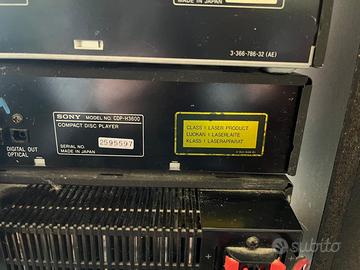 MADE IN JAPAN
3-366-786-32 (AE)
SONY MODEL NO. CDP-H3600
COMPACT DISC PLAYER
SERIAL NO. 2595597
MADE IN JAPAN
DIGITAL OUT
OPTICAL
CLASS 1 LASER PRODUCT
LUOKAN 1 LASERLAITE
KLASS 1 LASERAPPARAT
subito